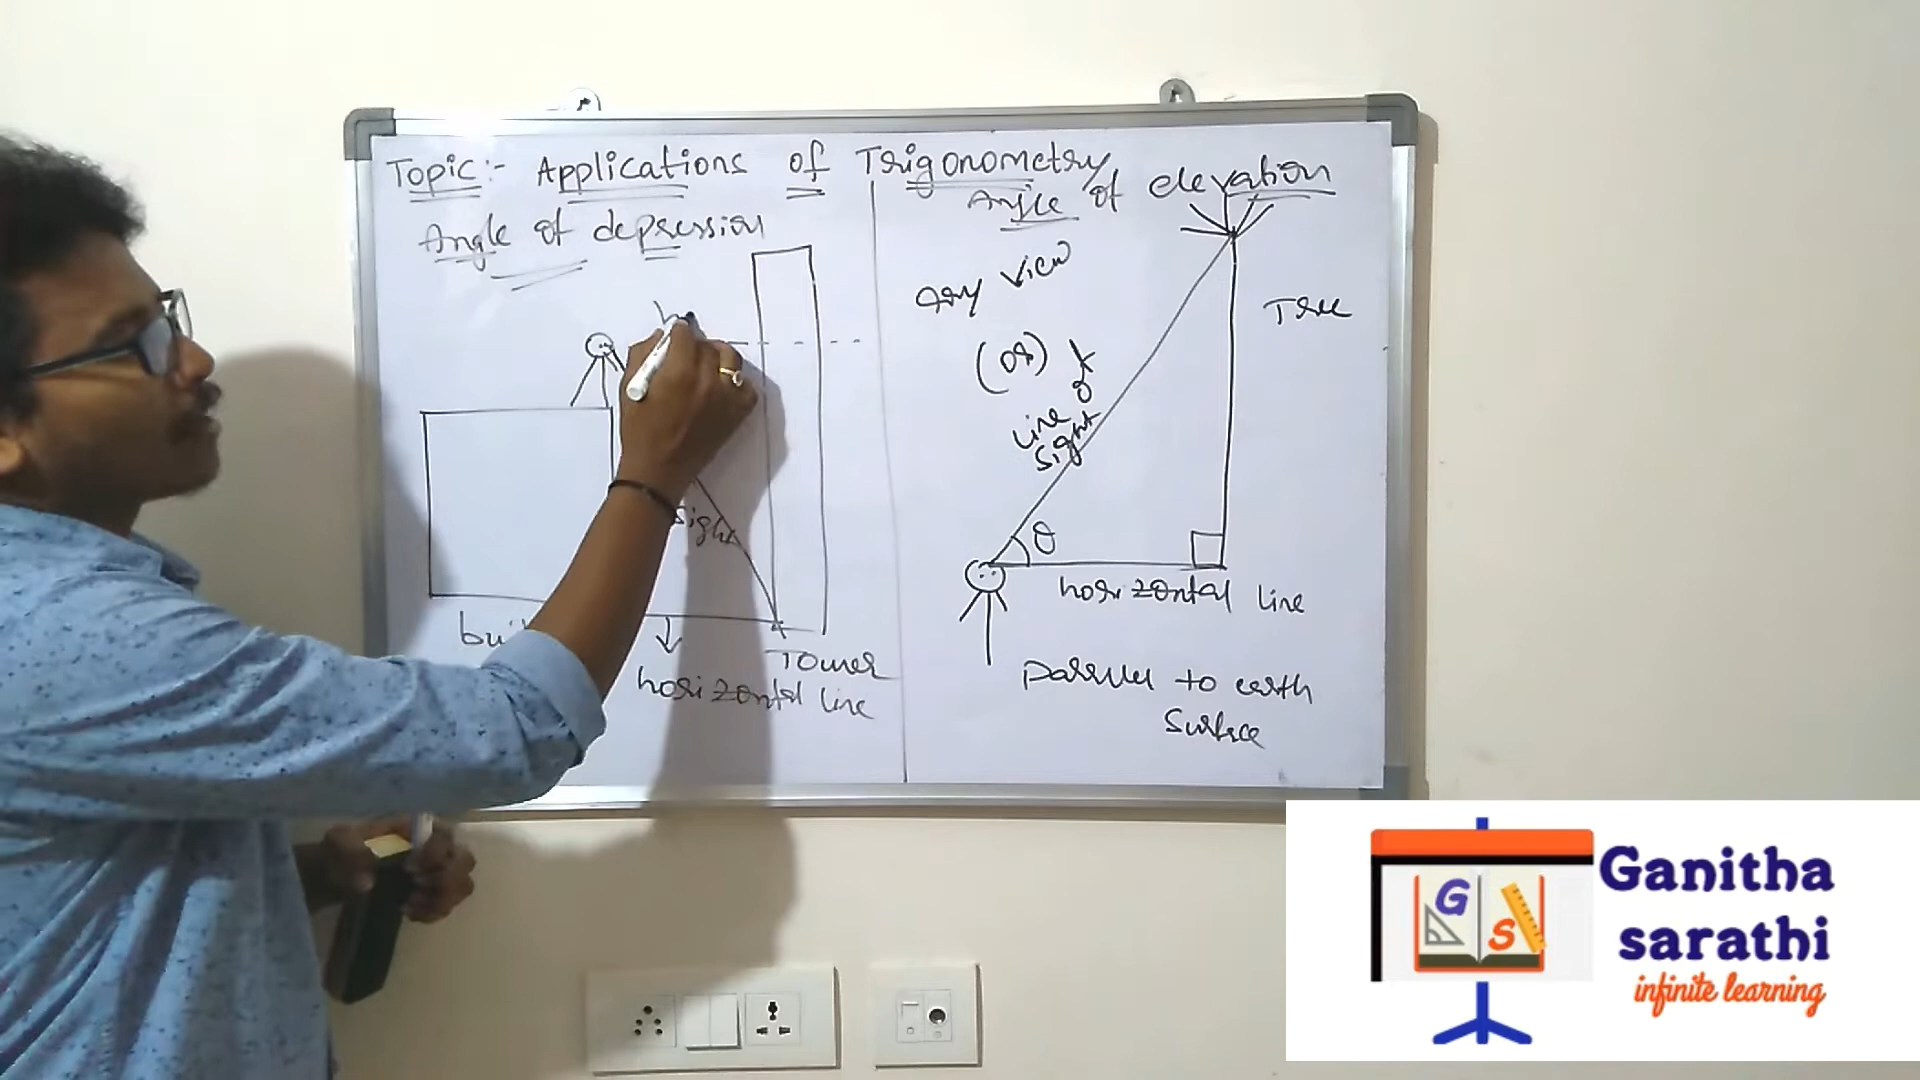 Topic:- Applications of Trigonometry
Angle of depression
sight
Tower
horizontal line
Angle of elevation
Any view
(or)
Line of
sight
Tree
θ
horizontal line
parallel to earth
surface
G
S
Ganitha
sarathi
infinite learning